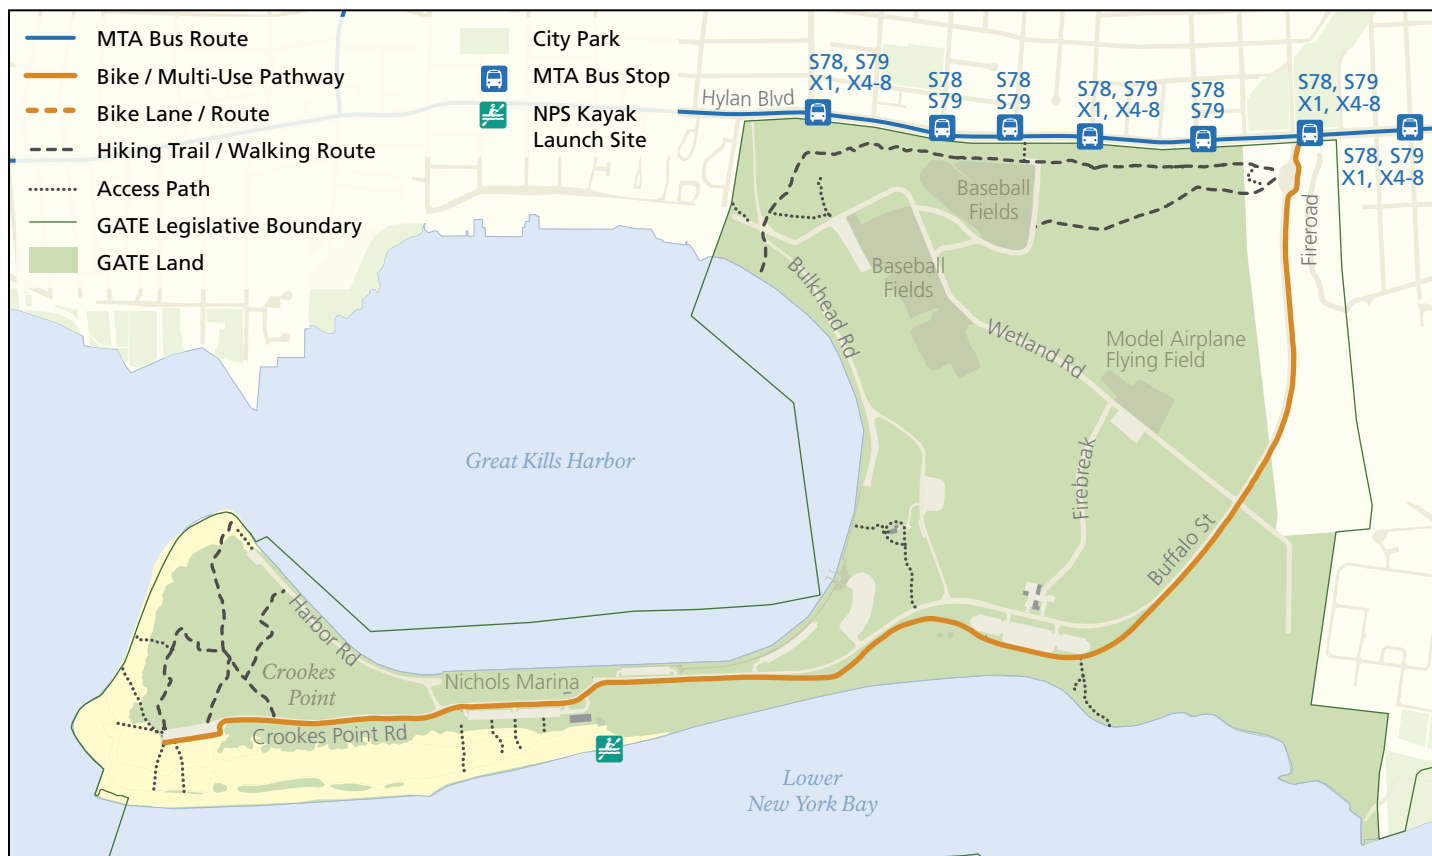 MTA Bus Route
Bike / Multi-Use Pathway
Bike Lane / Route
Hiking Trail / Walking Route
Access Path
GATE Legislative Boundary
GATE Land
City Park
MTA Bus Stop
NPS Kayak
Launch Site
Hylan Blvd
S78, S79
X1, X4-8
S78
S79
S78
S79
S78, S79
X1, X4-8
S78
S79
S78, S79
X1, X4-8
S78, S79
X1, X4-8
Baseball
Fields
Fireroad
Baseball
Fields
Bulkhead Rd
Wetland Rd
Model Airplane
Flying Field
Great Kills Harbor
Firebreak
Buffalo St
Harbor Rd
Crookes
Point
Nichols Marina
Crookes Point Rd
Lower
New York Bay